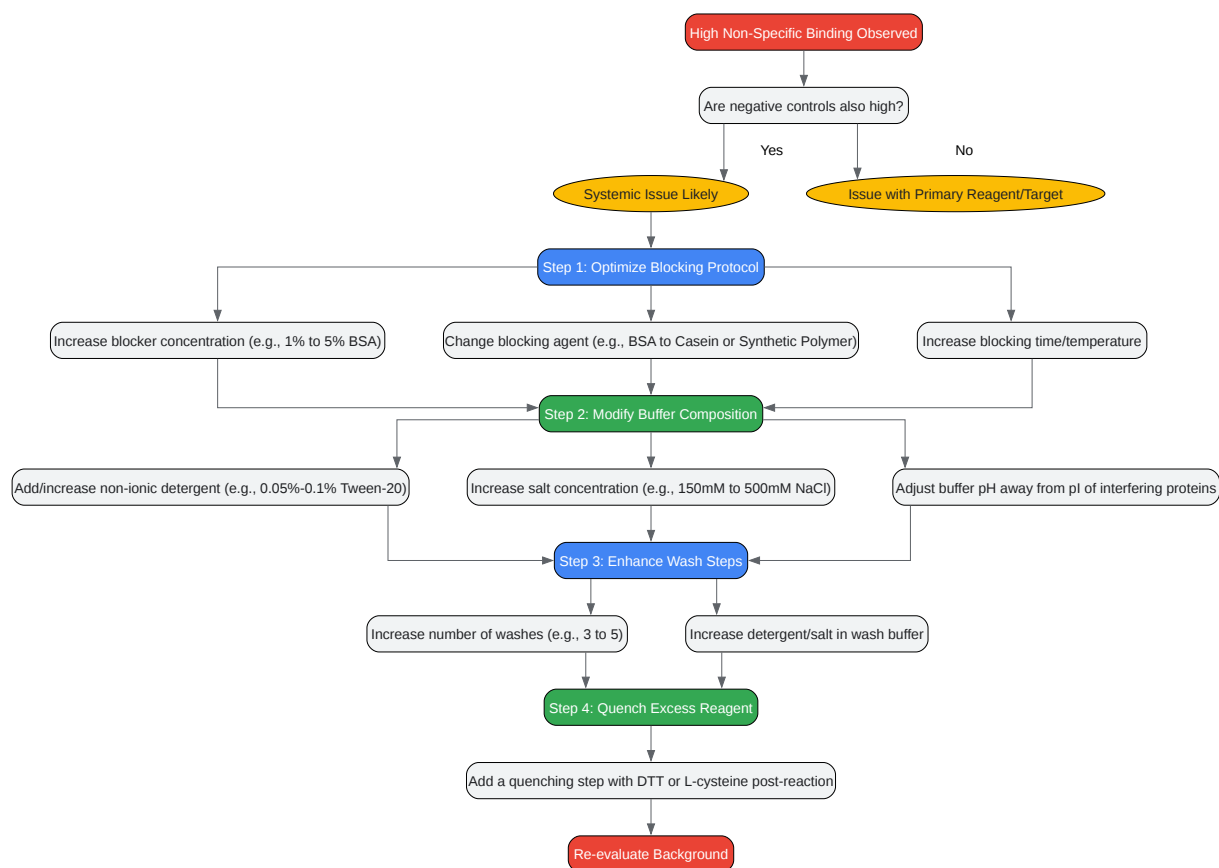 High Non-Specific Binding Observed
Are negative controls also high?
Yes
No
Systemic Issue Likely
Issue with Primary Reagent/Target
Step 1: Optimize Blocking Protocol
Increase blocker concentration (e.g., 1% to 5% BSA)
Change blocking agent (e.g., BSA to Casein or Synthetic Polymer)
Increase blocking time/temperature
Step 2: Modify Buffer Composition
Add/increase non-ionic detergent (e.g., 0.05%-0.1% Tween-20)
Increase salt concentration (e.g., 150mM to 500mM NaCl)
Adjust buffer pH away from pI of interfering proteins
Step 3: Enhance Wash Steps
Increase number of washes (e.g., 3 to 5)
Increase detergent/salt in wash buffer
Step 4: Quench Excess Reagent
Add a quenching step with DTT or L-cysteine post-reaction
Re-evaluate Background